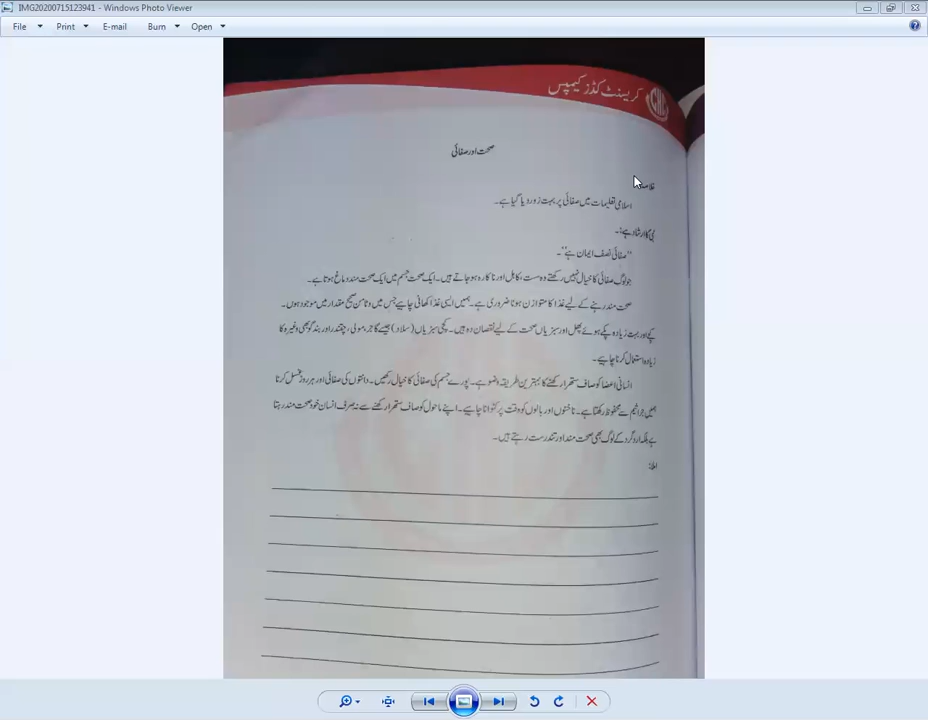 IMG20200715123941 - Windows Photo Viewer
File Print E-mail Burn Open
کریسنٹ کڈز کیمپس
صحت اور صفائی
خلاصہ
اسلامی تعلیمات میں صفائی پر بہت زور دیا گیا ہے۔
نبیؐ کا ارشاد ہے:۔
"صفائی نصف ایمان ہے"۔
جو لوگ صفائی کا خیال نہیں رکھتے وہ سست، کاہل اور ناکارہ ہو جاتے ہیں۔ ایک صحت جسم میں ایک صحت مند دماغ ہوتا ہے۔
صحت مند رہنے کے لیے غذا کا متوازن ہونا ضروری ہے۔ ہمیں ایسی غذا کھانی چاہیے جس میں وٹامن صحیح مقدار میں موجود ہوں۔
کچے اور بہت زیادہ پکے ہوئے پھل اور سبزیاں صحت کے لیے نقصان دہ ہیں۔ کچی سبزیاں (سلاد) جیسے گاجر، مولی، چقندر اور بند گوبھی وغیرہ کا
زیادہ استعمال کرنا چاہیے۔
انسانی اعضا کو صاف ستھرا رکھنے کا بہترین طریقہ وضو ہے۔ پورے جسم کی صفائی کا خیال رکھیں۔ دانتوں کی صفائی اور ہر روز غسل کرنا
ہمیں جراثیم سے محفوظ رکھتا ہے۔ ناخنوں اور بالوں کو وقت پر کٹوانا چاہیے۔ اپنے ماحول کو صاف ستھرا رکھنے سے نہ صرف انسان خود صحت مند رہتا
ہے بلکہ ارد گرد کے لوگ بھی صحت مند اور تندرست رہتے ہیں۔
املا: